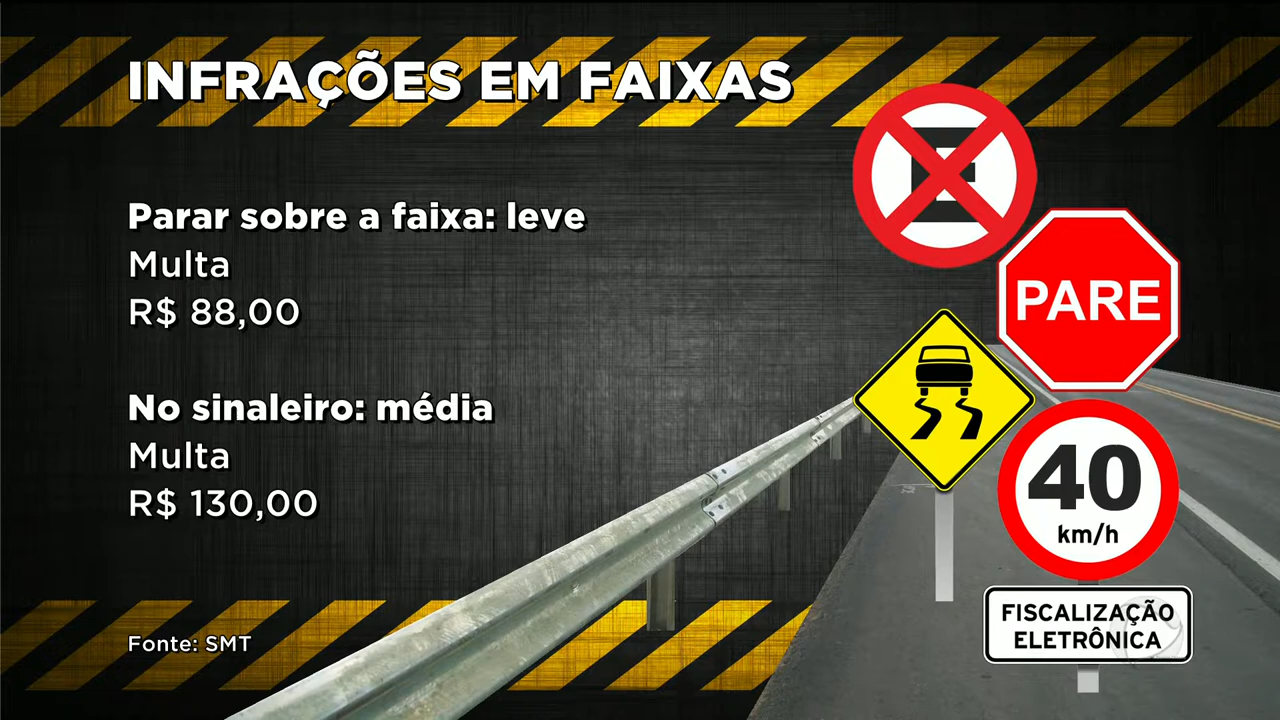 INFRAÇÕES EM FAIXAS
Parar sobre a faixa: leve
Multa
R$ 88,00
No sinaleiro: média
Multa
R$ 130,00
Fonte: SMT
E
PARE
40
km/h
FISCALIZAÇÃO
ELETRÔNICA